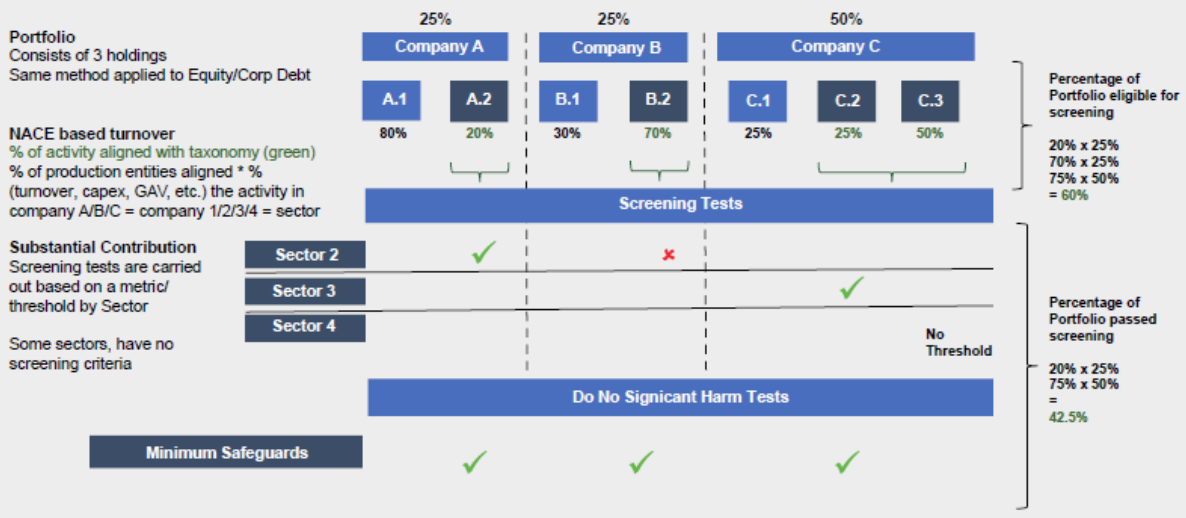 25%
25%
50%
Portfolio
Consists of 3 holdings
Same method applied to Equity/Corp Debt
Company A
Company B
Company C
A.1
A.2
B.1
B.2
C.1
C.2
C.3
80%
20%
30%
70%
25%
25%
50%
NACE based turnover
% of activity aligned with taxonomy (green)
% of production entities aligned * %
(turnover, capex, GAV, etc.) the activity in
company A/B/C = company 1/2/3/4 = sector
Percentage of
Portfolio eligible for
screening
20% x 25%
70% x 25%
75% x 50%
= 60%
Screening Tests
Substantial Contribution
Screening tests are carried
out based on a metric/
threshold by Sector
Some sectors, have no
screening criteria
Sector 2
Sector 3
Sector 4
No
Threshold
Percentage of
Portfolio passed
screening
20% x 25%
75% x 50%
=
42.5%
Do No Signicant Harm Tests
Minimum Safeguards